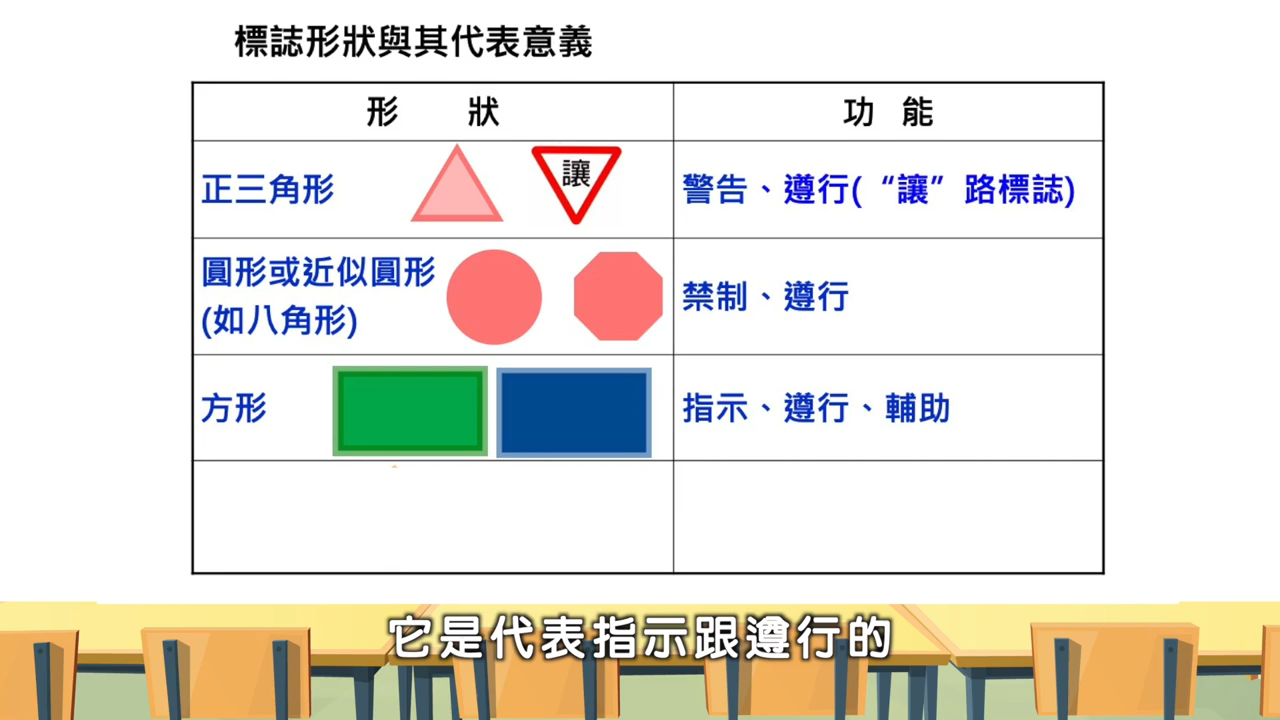 標誌形狀與其代表意義
形 狀
功 能
正三角形
讓
警告、遵行(“讓”路標誌)
圓形或近似圓形
(如八角形)
禁制、遵行
方形
指示、遵行、輔助
它是代表指示跟遵行的